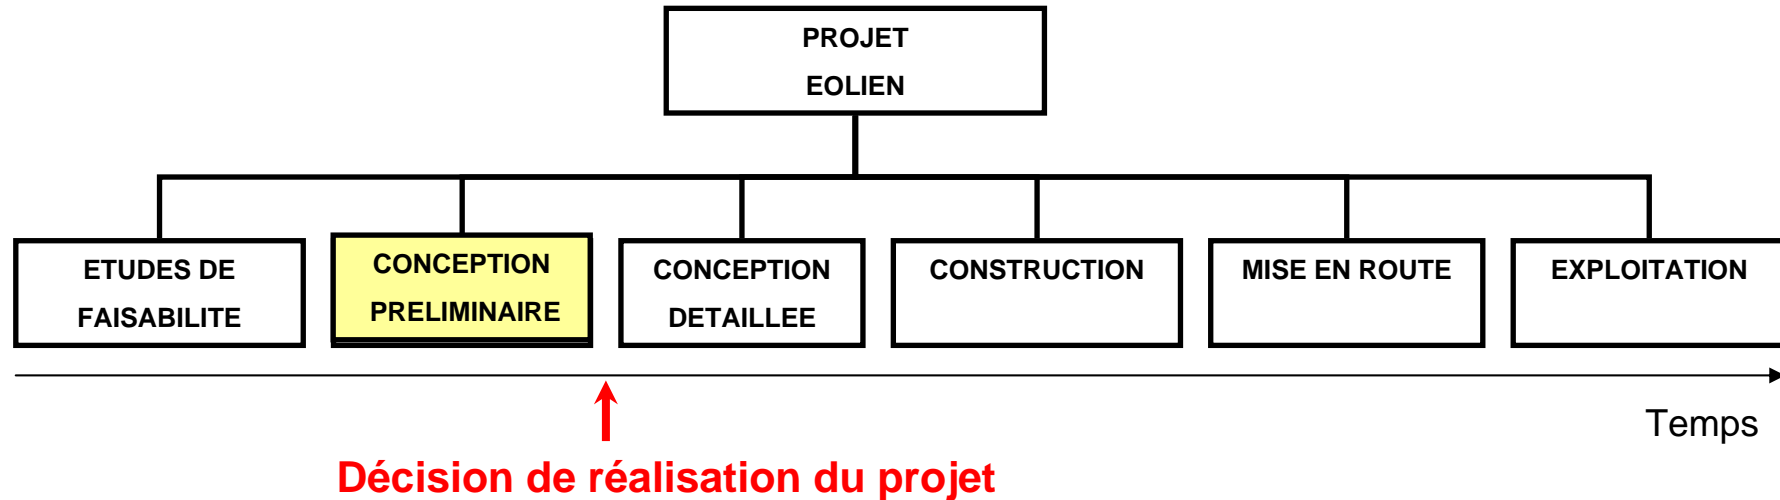 PROJET
EOLIEN
ETUDES DE
FAISABILITE
CONCEPTION
PRELIMINAIRE
CONCEPTION
DETAILLEE
CONSTRUCTION
MISE EN ROUTE
EXPLOITATION
Temps
Décision de réalisation du projet